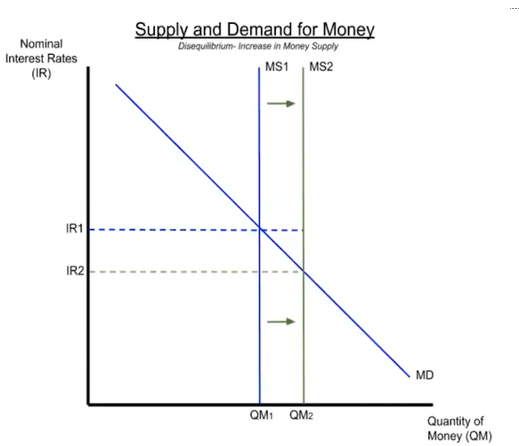 Supply and Demand for Money
Disequilibrium- Increase in Money Supply
Nominal
Interest Rates
(IR)
MS1
MS2
IR1
IR2
MD
QM1
QM2
Quantity of
Money (QM)